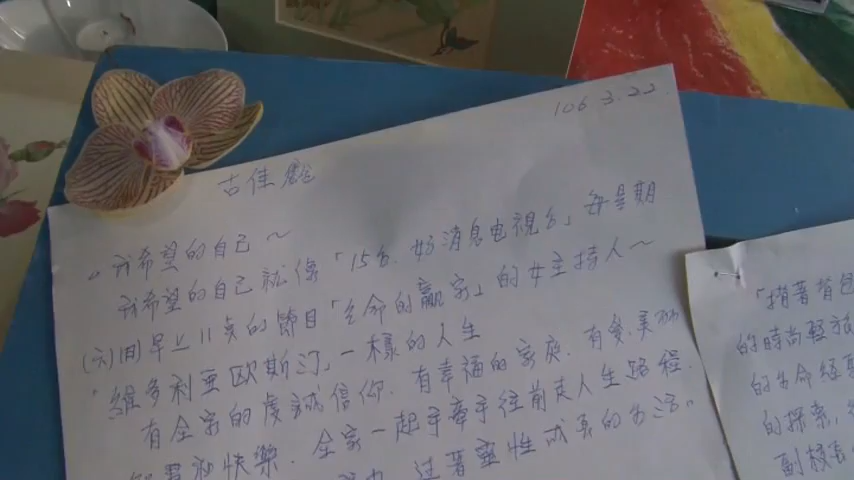 106.3.22.
古佳
"我希望的自己～
我希望的自己就像「15台.好消息电視台」每星期
(六)(日)早上11点的節目「生命的贏家」的女主持人～
"維多利亞歐斯汀"一樣的人生
有全家的虔誠信仰.有幸福的家庭.有愛.美丽
和快樂.全家一起手牽手往前走人生路程.
过著靈性成長的生活"
「揹著背包
的時尚輕旅
的生命經
的探索,
副校長